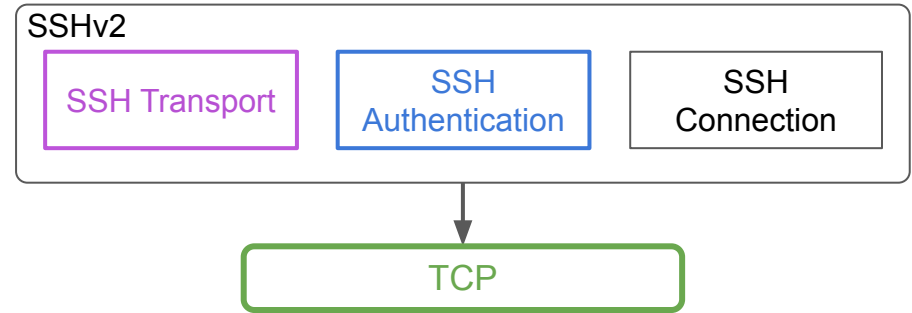 SSHv2
SSH Transport
SSH
Authentication
SSH
Connection
TCP